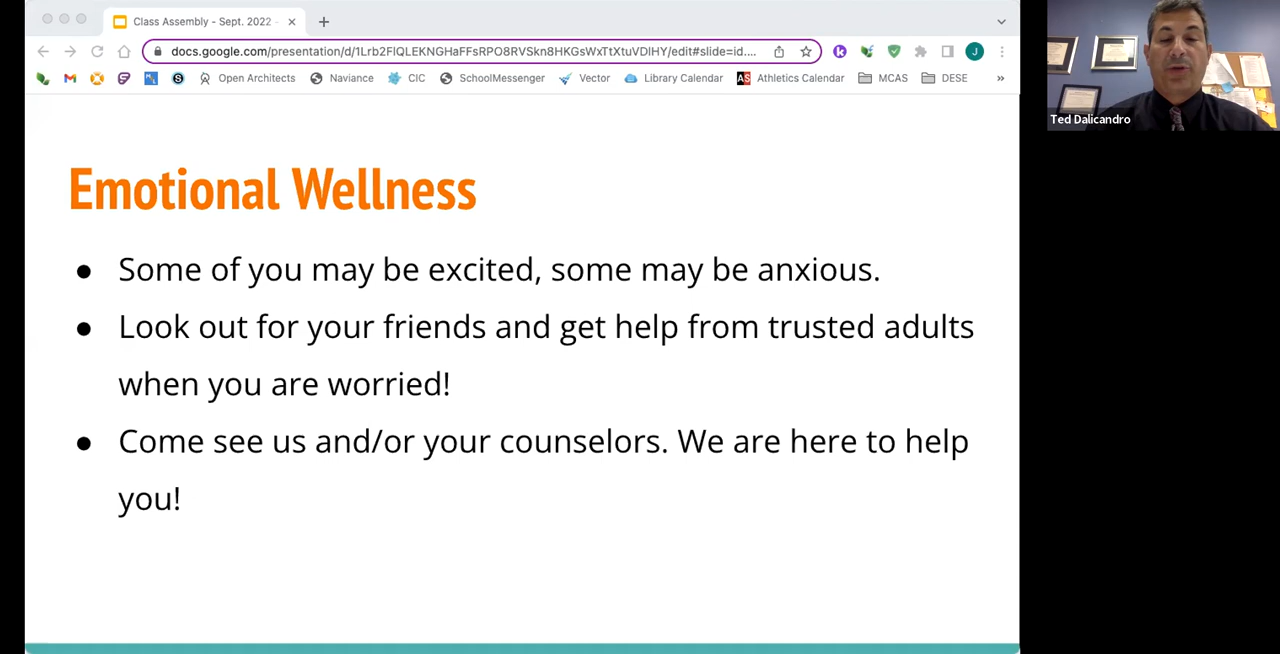 Class Assembly - Sept. 2022 -
docs.google.com/presentation/d/1Lrb2FIQLEKNGHaFFsRPO8RVSkn8HKGsWxTtXtuVDlHY/edit#slide=id....
J
Open Architects
Naviance
CIC
SchoolMessenger
Vector
Library Calendar
AS
Athletics Calendar
MCAS
DESE
»
Ted Dalicandro
Emotional Wellness
● Some of you may be excited, some may be anxious.
● Look out for your friends and get help from trusted adults
when you are worried!
● Come see us and/or your counselors. We are here to help
you!